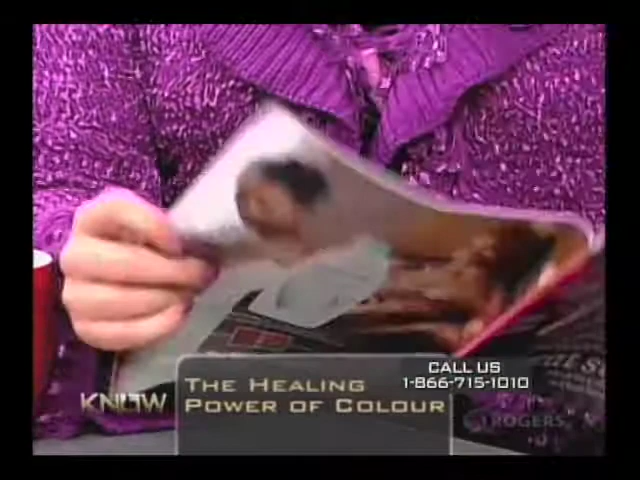 CALL US
1-866-715-1010
THE HEALING
POWER OF COLOUR
KNOW
ROGERS